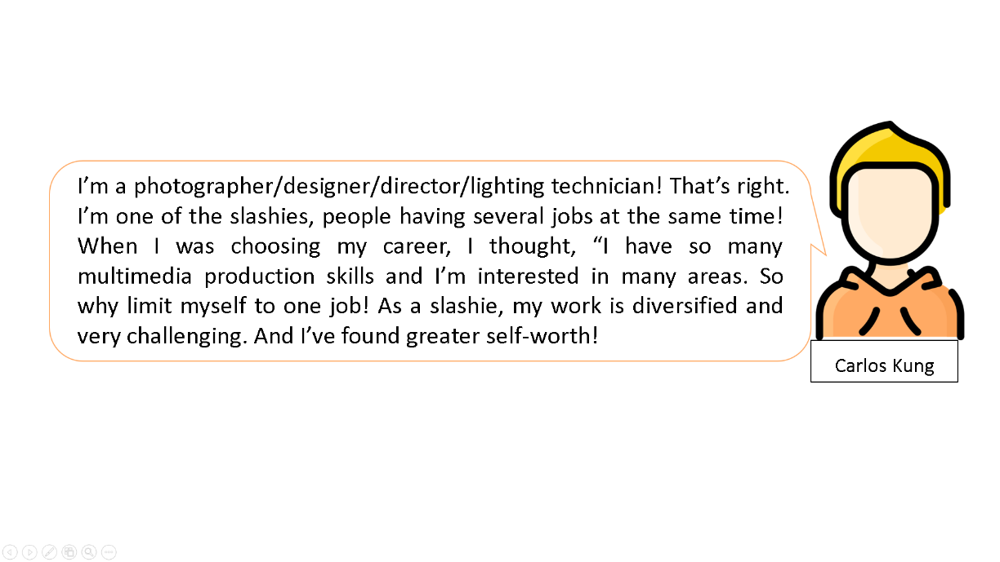 I’m a photographer/designer/director/lighting technician! That’s right.
I’m one of the slashies, people having several jobs at the same time!
When I was choosing my career, I thought, “I have so many
multimedia production skills and I’m interested in many areas. So
why limit myself to one job! As a slashie, my work is diversified and
very challenging. And I’ve found greater self-worth!
Carlos Kung